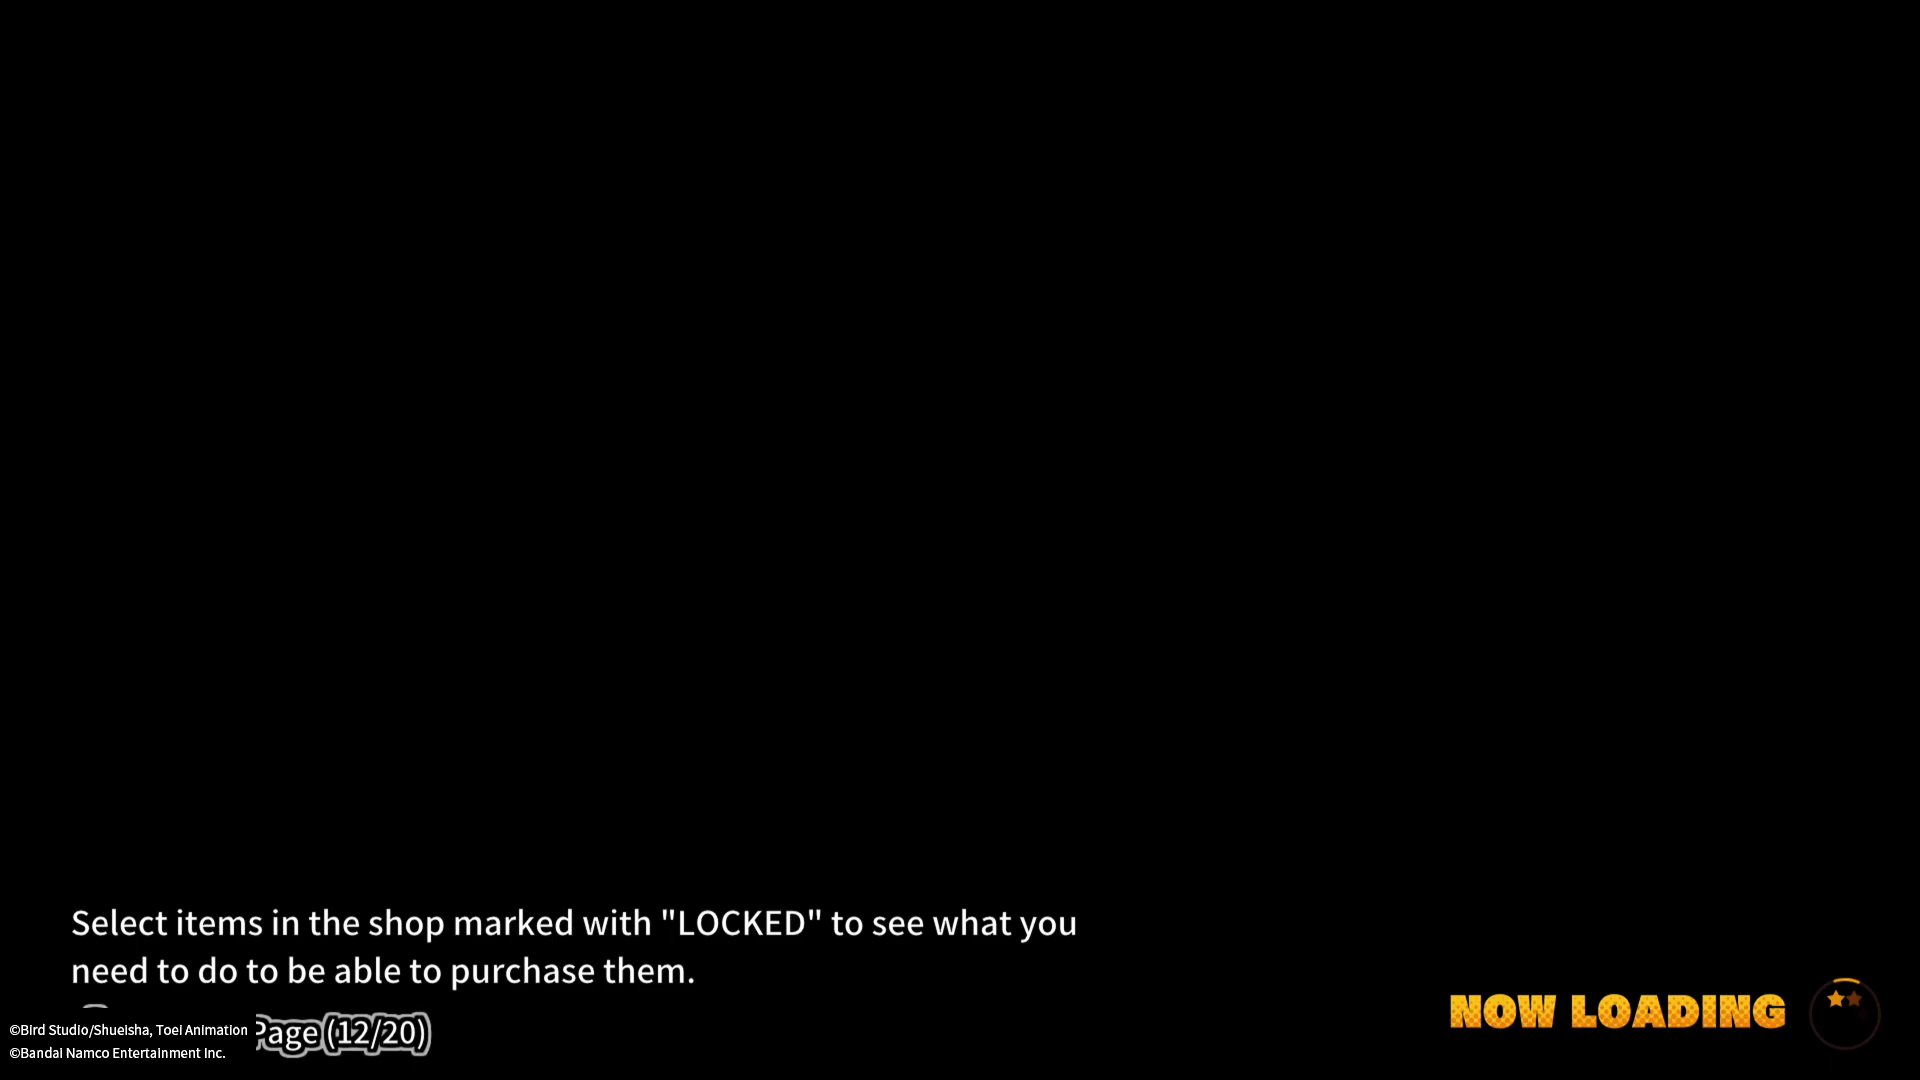 Select items in the shop marked with "LOCKED" to see what you
need to do to be able to purchase them.
NOW LOADING
Page (12/20)
©Bird Studio/Shueisha, Toei Animation
©Bandai Namco Entertainment Inc.